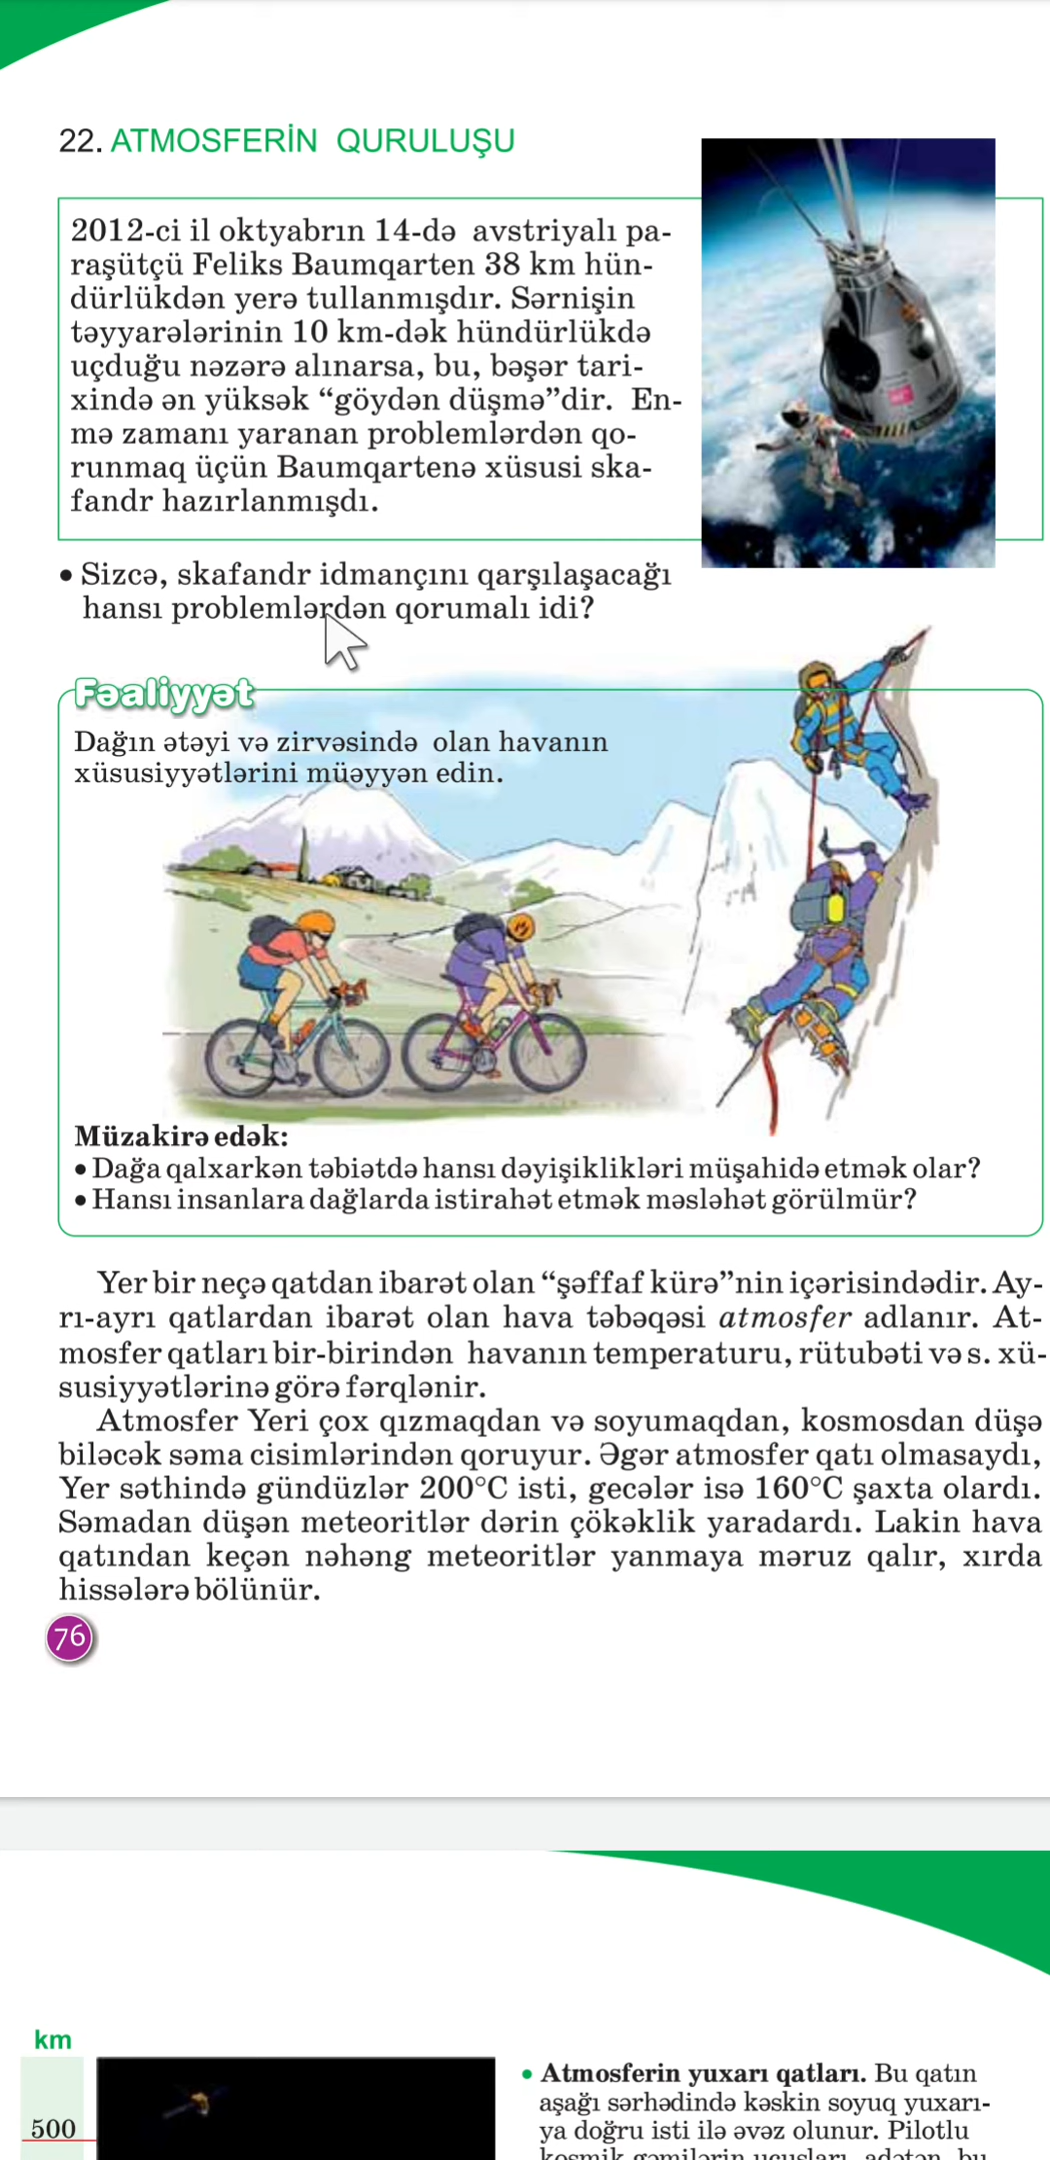 22. ATMOSFERİN QURULUŞU
2012-ci il oktyabrın 14-də avstriyalı pa-
raşütçü Feliks Baumqarten 38 km hün-
dürlükdən yerə tullanmışdır. Sərnişin
təyyarələrinin 10 km-dək hündürlükdə
uçduğu nəzərə alınarsa, bu, bəşər tari-
xində ən yüksək “göydən düşmə”dir. En-
mə zamanı yaranan problemlərdən qo-
runmaq üçün Baumqartenə xüsusi ska-
fandr hazırlanmışdı.
• Sizcə, skafandr idmançını qarşılaşacağı
hansı problemlərdən qorumalı idi?
Fəaliyyət
Dağın ətəyi və zirvəsində olan havanın
xüsusiyyətlərini müəyyən edin.
Müzakirə edək:
• Dağa qalxarkən təbiətdə hansı dəyişiklikləri müşahidə etmək olar?
• Hansı insanlara dağlarda istirahət etmək məsləhət görülmür?
Yer bir neçə qatdan ibarət olan “şəffaf kürə”nin içərisindədir. Ay-
rı-ayrı qatlardan ibarət olan hava təbəqəsi atmosfer adlanır. At-
mosfer qatları bir-birindən havanın temperaturu, rütubəti və s. xü-
susiyyətlərinə görə fərqlənir.
Atmosfer Yeri çox qızmaqdan və soyumaqdan, kosmosdan düşə
biləcək səma cisimlərindən qoruyur. Əgər atmosfer qatı olmasaydı,
Yer səthində gündüzlər 200°C isti, gecələr isə 160°C şaxta olardı.
Səmadan düşən meteoritlər dərin çökəklik yaradardı. Lakin hava
qatından keçən nəhəng meteoritlər yanmaya məruz qalır, xırda
hissələrə bölünür.
76
km
500
• Atmosferin yuxarı qatları. Bu qatın
aşağı sərhədində kəskin soyuq yuxarı-
ya doğru isti ilə əvəz olunur. Pilotlu
kosmik gəmilərin uçuşları, adətən, bu